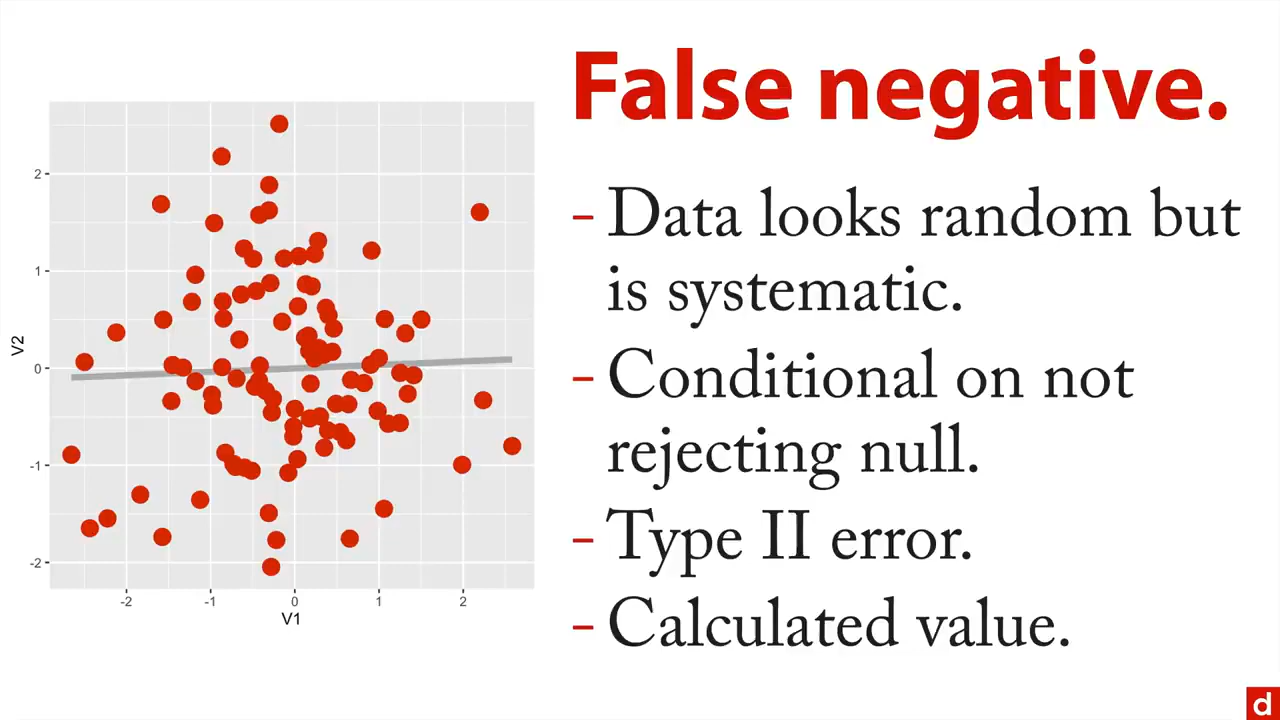 False negative.
– Data looks random but
is systematic.
– Conditional on not
rejecting null.
– Type II error.
– Calculated value.
V2
2
1
0
-1
-2
-2 -1 0 1 2
V1
d